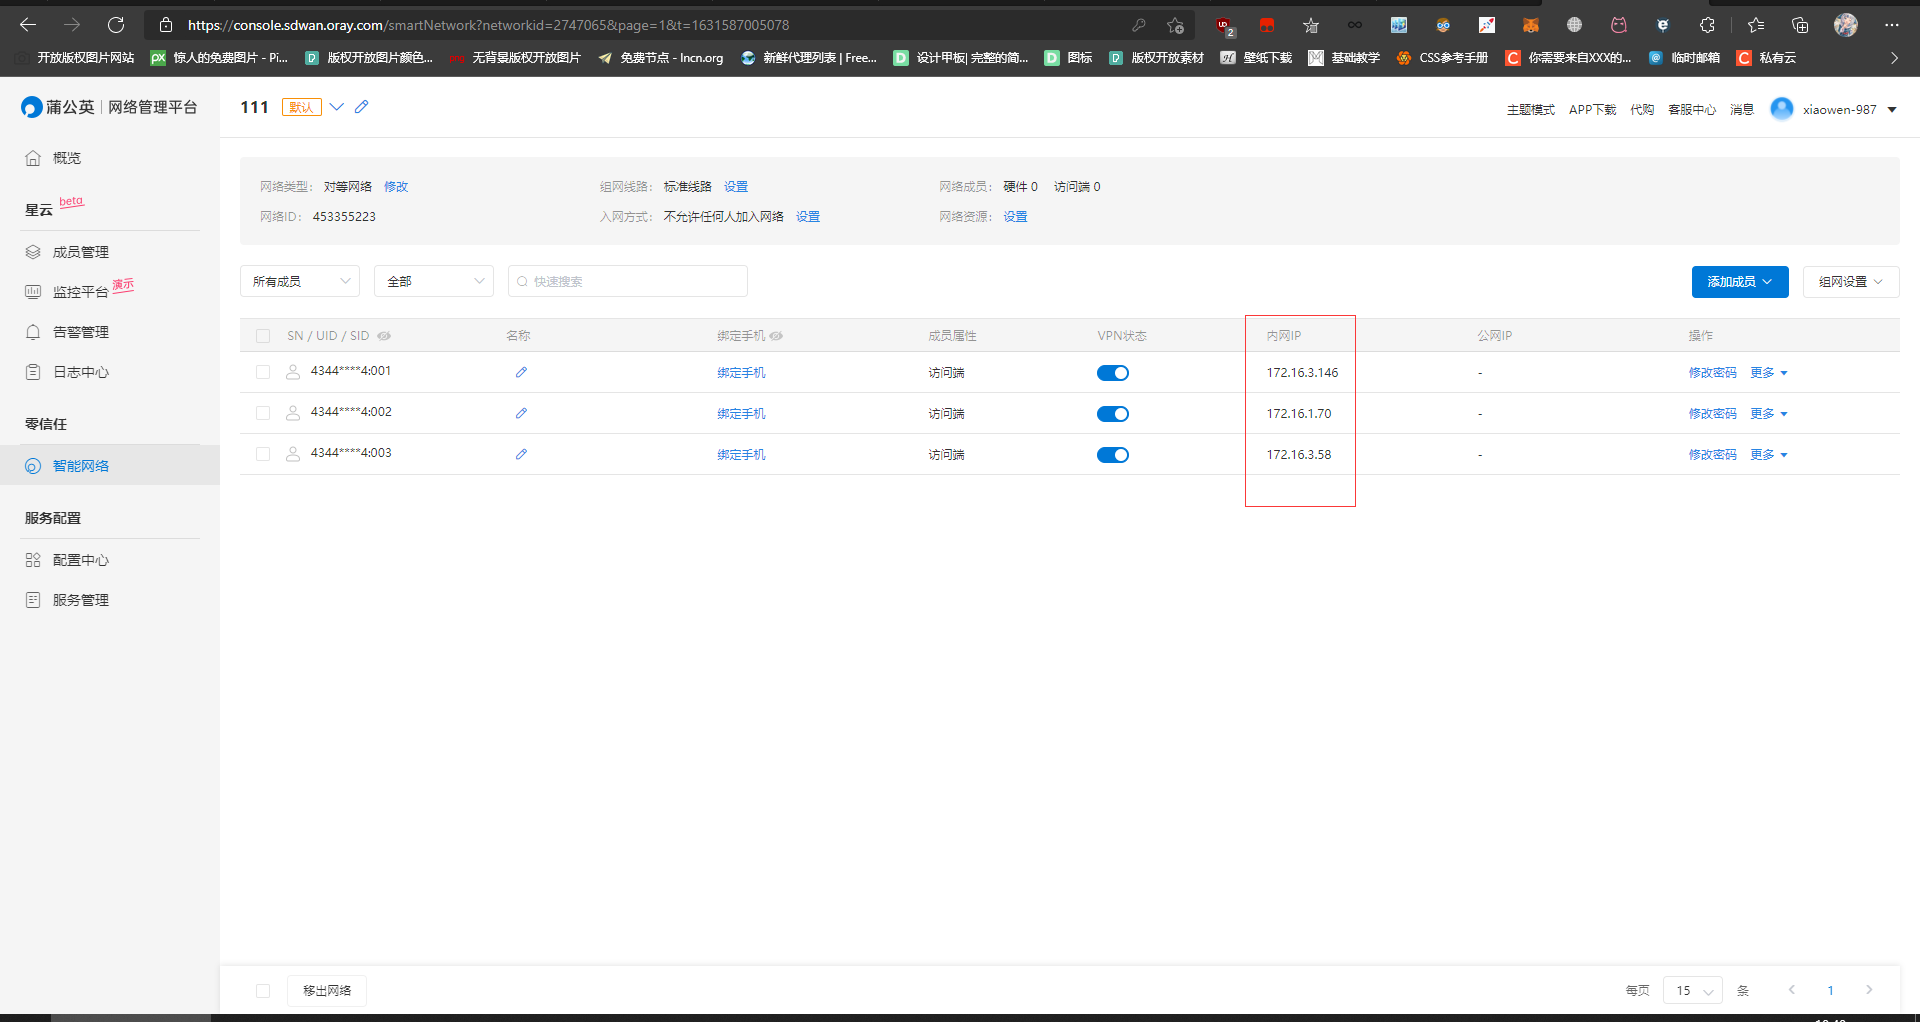 https://console.sdwan.oray.com/smartNetwork?networkid=2747065&page=1&t=1631587005078
2
开放版权图片网站 惊人的免费图片 - Pi... 版权开放图片颜色... 无背景版权开放图片 免费节点 - lncn.org 新鲜代理列表 | Free... 设计甲板| 完整的简... 图标 版权开放素材 壁纸下载 基础教学 CSS参考手册 你需要来自XXX的... 临时邮箱 私有云
蒲公英 网络管理平台
111 默认
主题模式 APP下载 代购 客服中心 消息 xiaowen-987
概览
星云 beta
成员管理
监控平台 演示
告警管理
日志中心
零信任
智能网络
服务配置
配置中心
服务管理
网络类型: 对等网络 修改 组网线路: 标准线路 设置 网络成员: 硬件 0 访问端 0
网络ID: 453355223 入网方式: 不允许任何人加入网络 设置 网络资源: 设置
所有成员 全部 快速搜索 添加成员 组网设置
SN / UID / SID 名称 绑定手机 成员属性 VPN状态 内网IP 公网IP 操作
4344****4:001 绑定手机 访问端 172.16.3.146 - 修改密码 更多
4344****4:002 绑定手机 访问端 172.16.1.70 - 修改密码 更多
4344****4:003 绑定手机 访问端 172.16.3.58 - 修改密码 更多
移出网络 每页 15 条 1